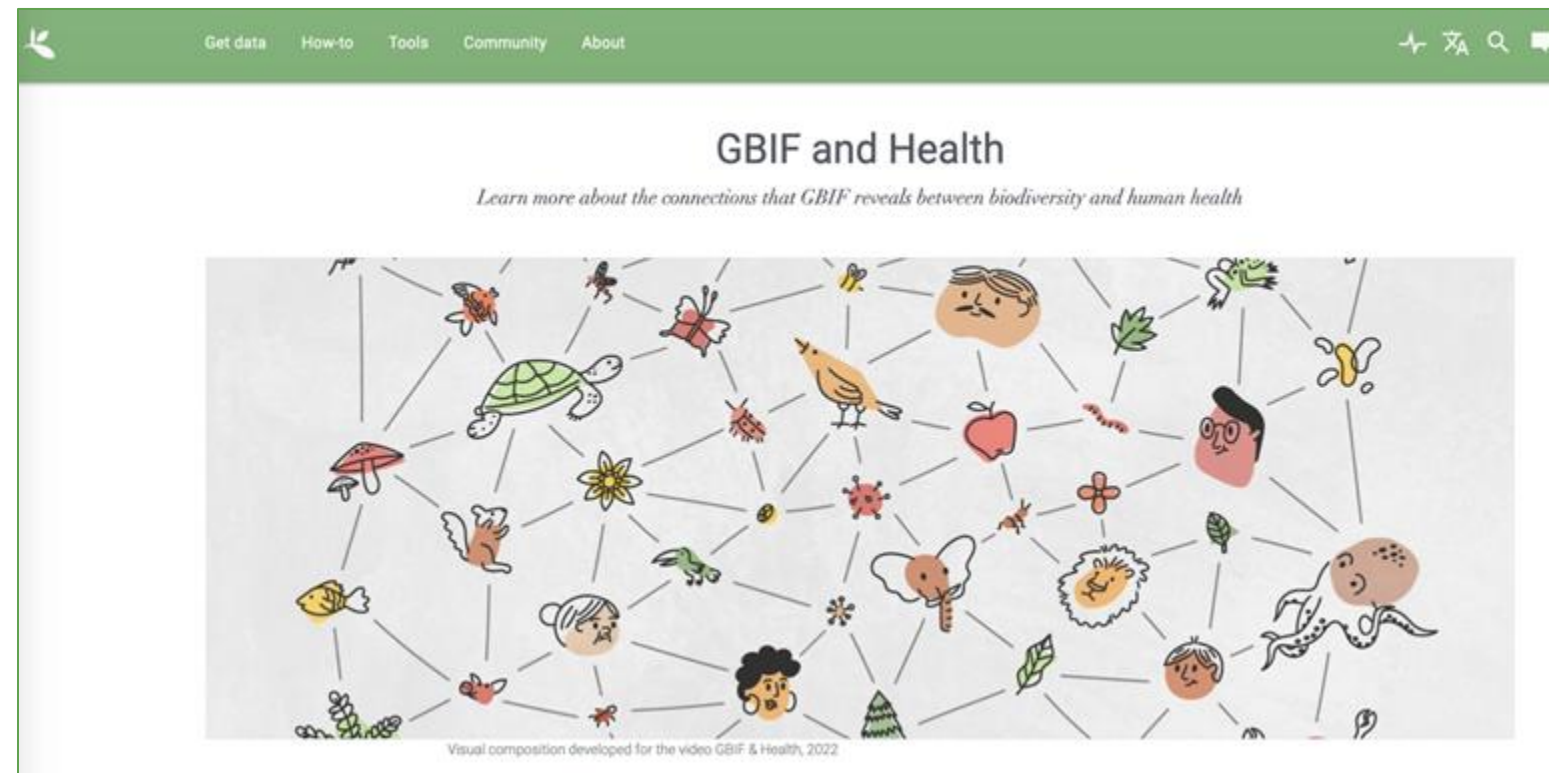 Get data How-to Tools Community About
GBIF and Health
Learn more about the connections that GBIF reveals between biodiversity and human health
Visual composition developed for the video GBIF & Health, 2022